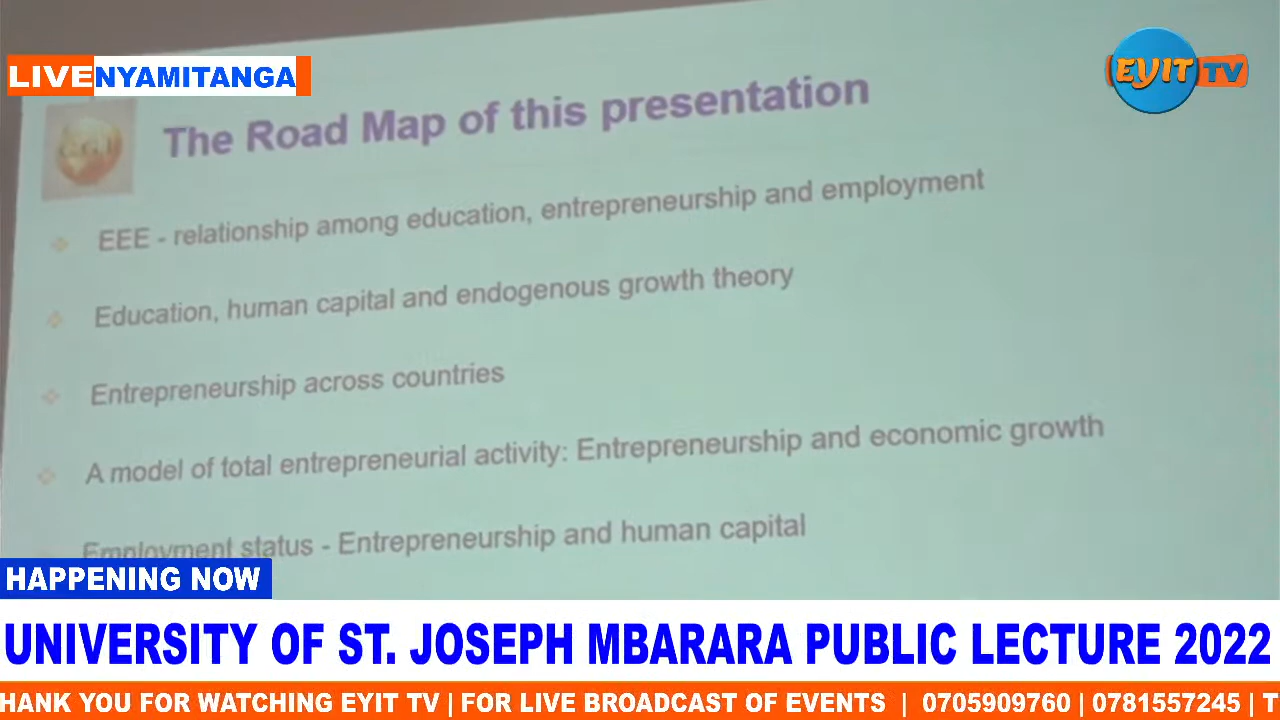 LIVE NYAMITANGA
EYIT TV
The Road Map of this presentation
EEE - relationship among education, entrepreneurship and employment
Education, human capital and endogenous growth theory
Entrepreneurship across countries
A model of total entrepreneurial activity: Entrepreneurship and economic growth
Employment status - Entrepreneurship and human capital
HAPPENING NOW
UNIVERSITY OF ST. JOSEPH MBARARA PUBLIC LECTURE 2022
HANK YOU FOR WATCHING EYIT TV | FOR LIVE BROADCAST OF EVENTS | 0705909760 | 0781557245 | T